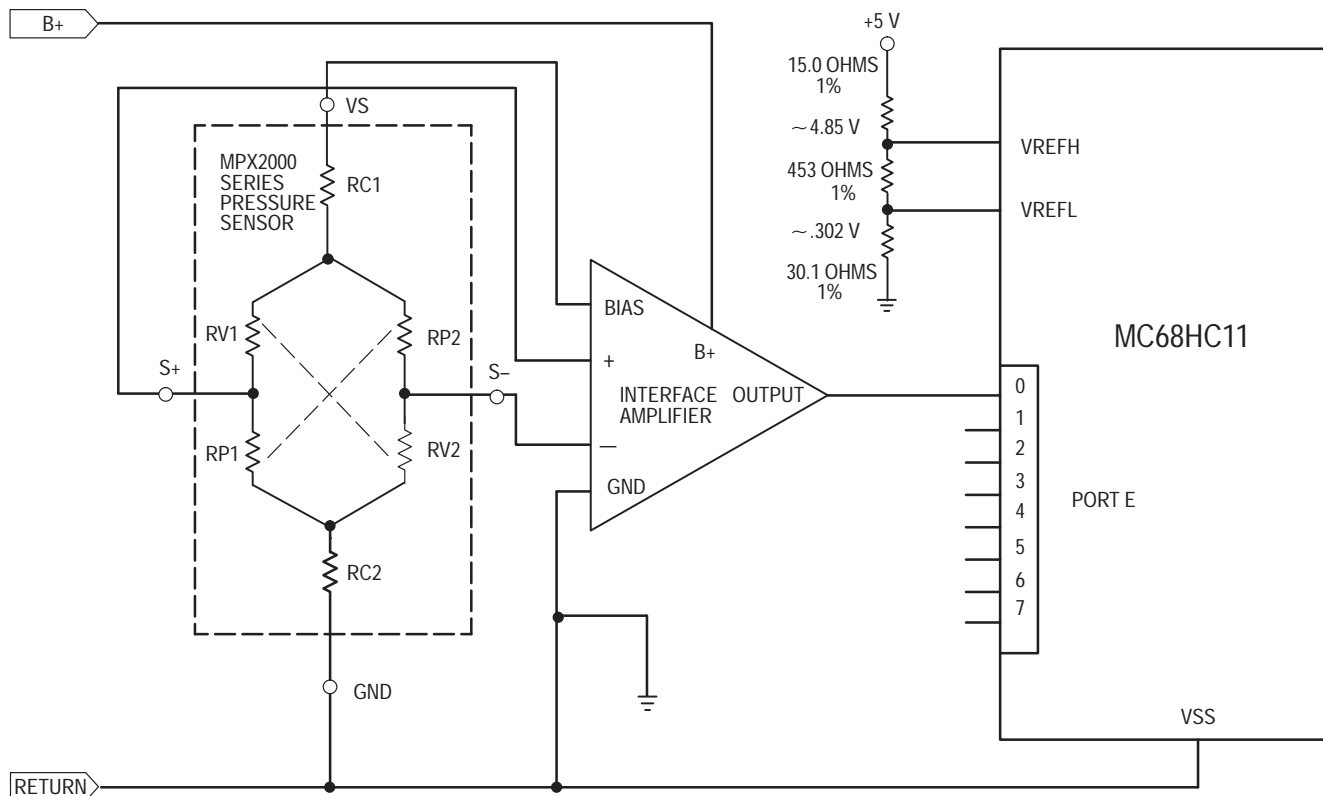 B+
+5 V
15.0 OHMS
1%
~4.85 V
453 OHMS
1%
~.302 V
30.1 OHMS
1%
VREFH
VREFL
VS
MPX2000
SERIES
PRESSURE
SENSOR
RC1
RV1
RP2
S+
S–
RP1
RV2
RC2
GND
BIAS
B+
+
INTERFACE
AMPLIFIER
OUTPUT
—
GND
MC68HC11
0
1
2
3
4
5
6
7
PORT E
VSS
RETURN